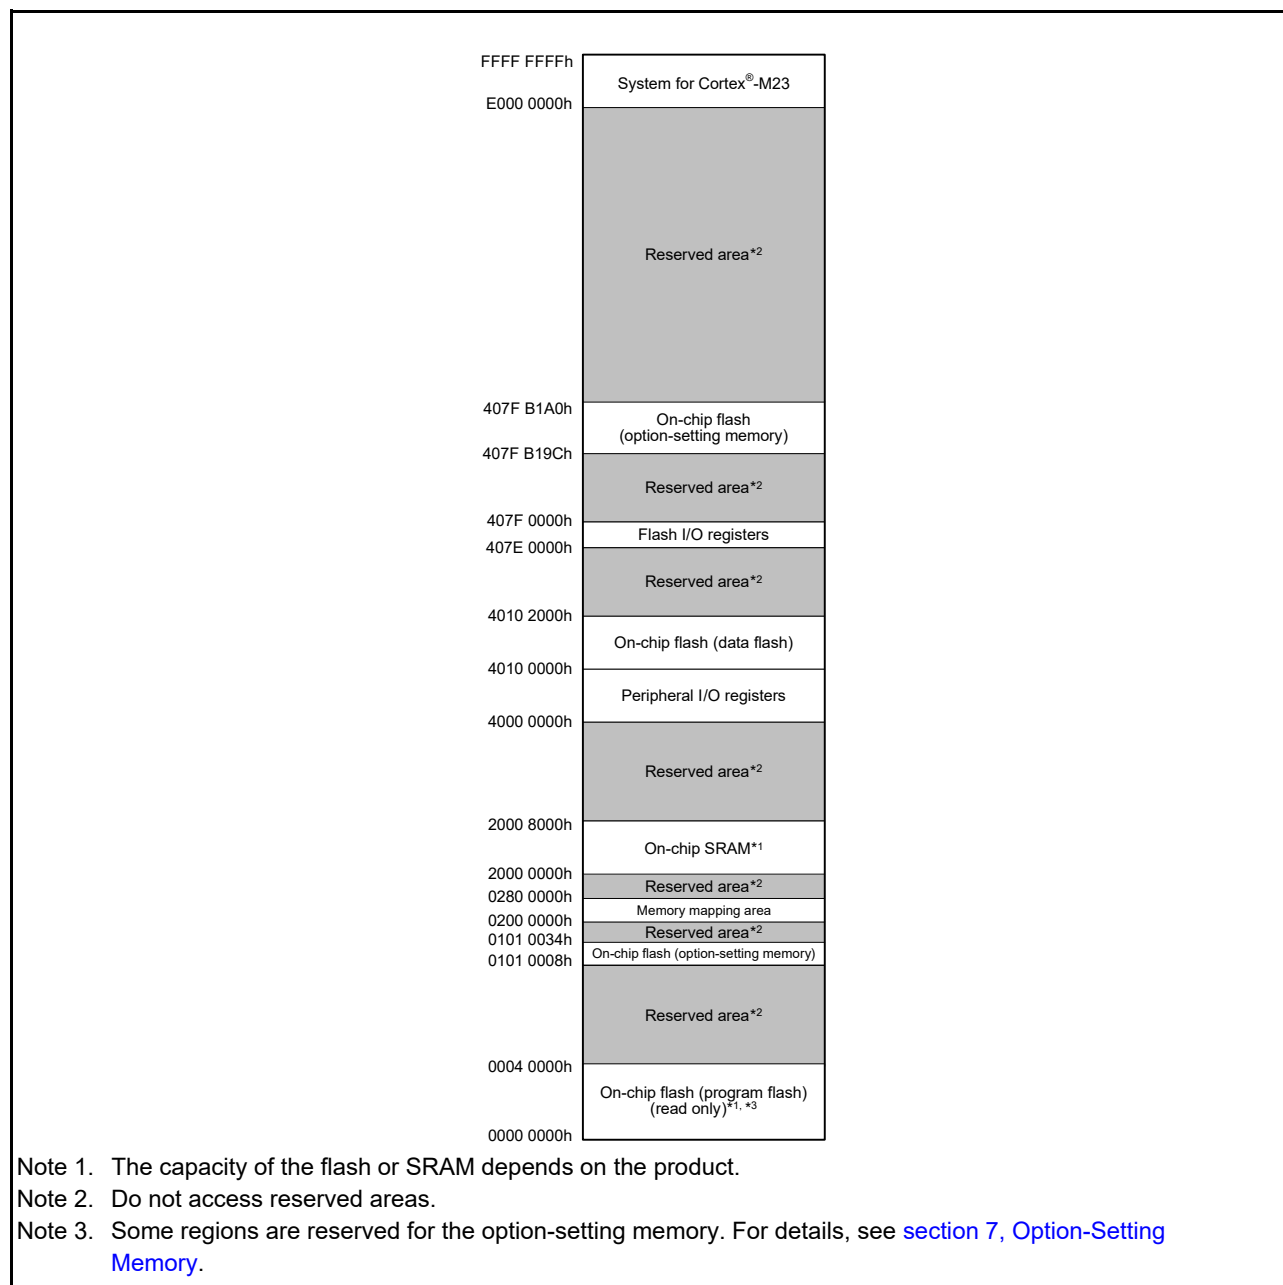 FFFF FFFFh
System for Cortex®-M23
E000 0000h
Reserved area*2
407F B1A0h
On-chip flash
(option-setting memory)
407F B19Ch
Reserved area*2
407F 0000h
Flash I/O registers
407E 0000h
Reserved area*2
4010 2000h
On-chip flash (data flash)
4010 0000h
Peripheral I/O registers
4000 0000h
Reserved area*2
2000 8000h
On-chip SRAM*1
2000 0000h
Reserved area*2
0280 0000h
Memory mapping area
0200 0000h
Reserved area*2
0101 0034h
On-chip flash (option-setting memory)
0101 0008h
Reserved area*2
0004 0000h
On-chip flash (program flash)
(read only)*1, *3
0000 0000h
Note 1. The capacity of the flash or SRAM depends on the product.
Note 2. Do not access reserved areas.
Note 3. Some regions are reserved for the option-setting memory. For details, see section 7, Option-Setting
Memory.